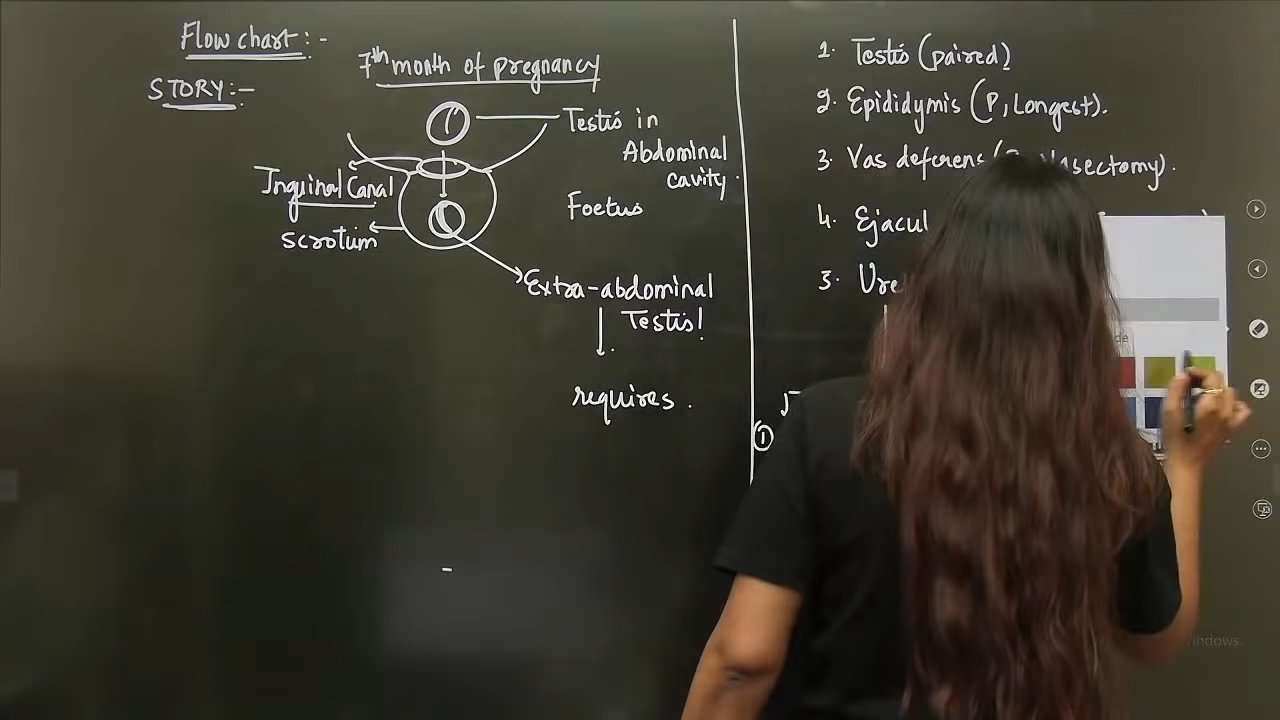 Flow chart :-
STORY :-
7th month of pregnancy
Testis in
Abdominal
cavity
Inguinal Canal
Foetus
scrotum
Extra-abdominal
Testis!
requires .
1. Testis (paired)
2. Epididymis (P, Longest).
3. Vas deferens
4. Ejacul
3. Ure
①